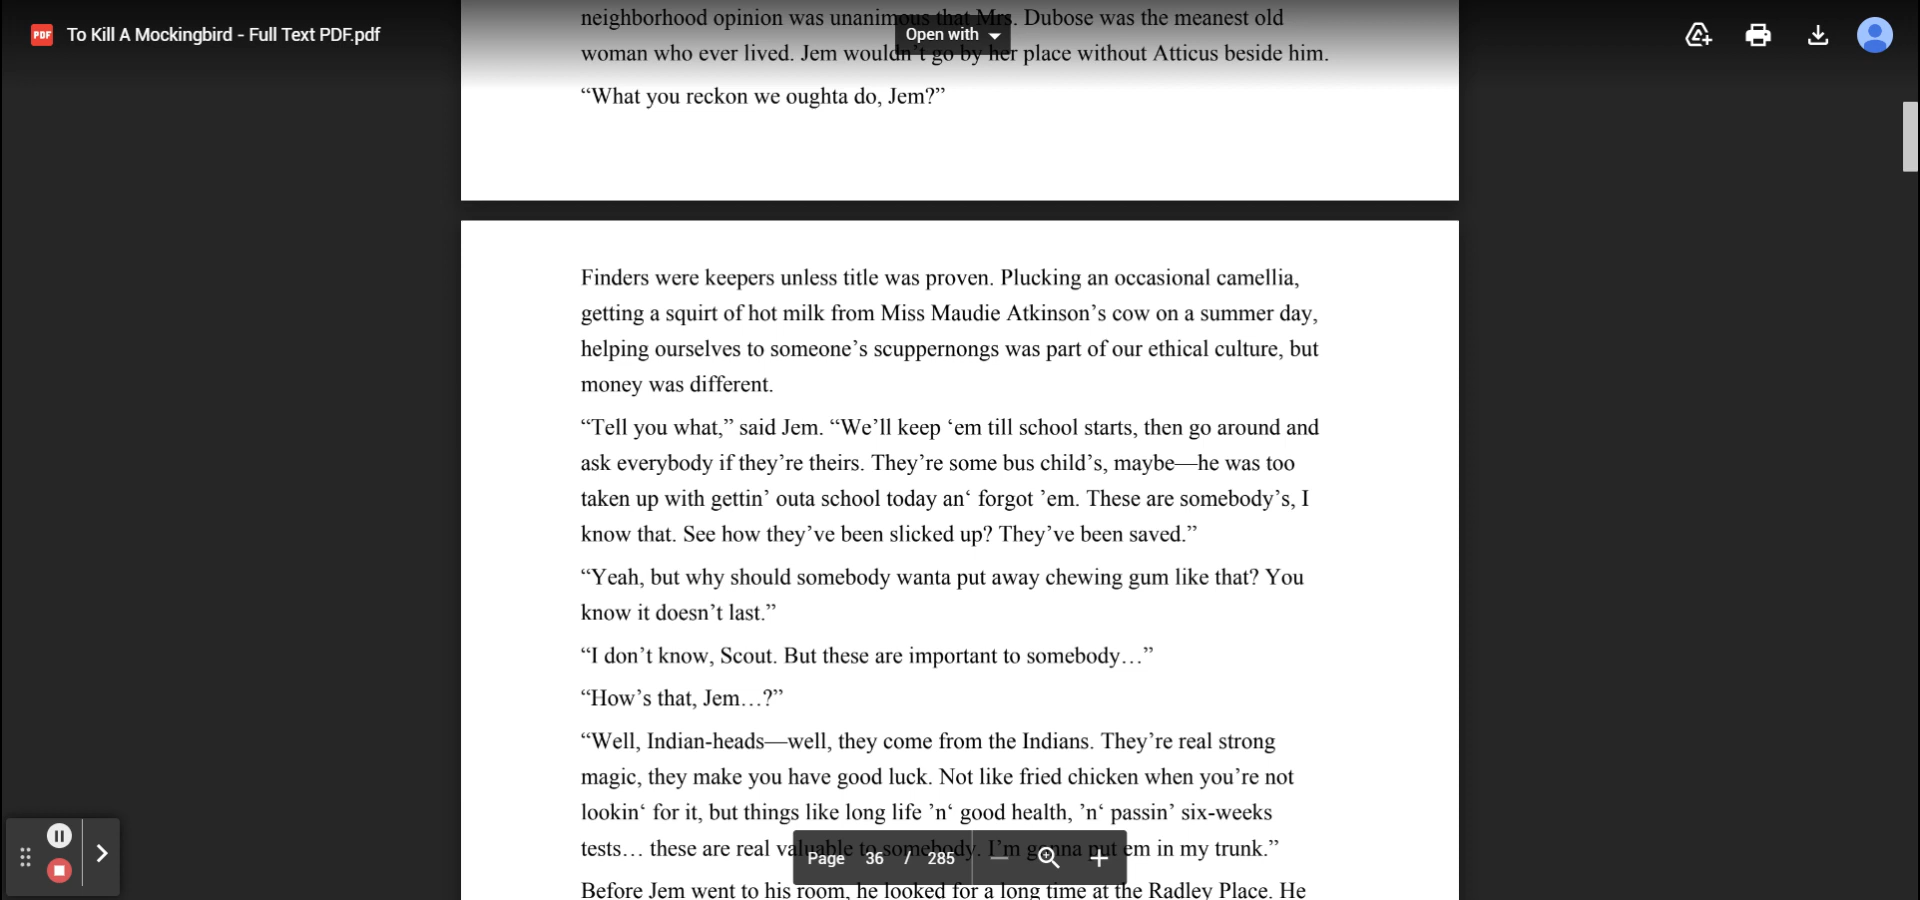 PDF To Kill A Mockingbird - Full Text PDF.pdf
Open with
neighborhood opinion was unanimous that Mrs. Dubose was the meanest old
woman who ever lived. Jem wouldn’t go by her place without Atticus beside him.
“What you reckon we oughta do, Jem?”
Finders were keepers unless title was proven. Plucking an occasional camellia,
getting a squirt of hot milk from Miss Maudie Atkinson’s cow on a summer day,
helping ourselves to someone’s scuppernongs was part of our ethical culture, but
money was different.
“Tell you what,” said Jem. “We’ll keep ‘em till school starts, then go around and
ask everybody if they’re theirs. They’re some bus child’s, maybe—he was too
taken up with gettin’ outa school today an‘ forgot ’em. These are somebody’s, I
know that. See how they’ve been slicked up? They’ve been saved.”
“Yeah, but why should somebody wanta put away chewing gum like that? You
know it doesn’t last.”
“I don’t know, Scout. But these are important to somebody…”
“How’s that, Jem…?”
“Well, Indian-heads—well, they come from the Indians. They’re real strong
magic, they make you have good luck. Not like fried chicken when you’re not
lookin‘ for it, but things like long life ’n‘ good health, ’n‘ passin’ six-weeks
tests… these are real valuable to somebody. I’m gonna put em in my trunk.”
Before Jem went to his room, he looked for a long time at the Radley Place. He
Page 36 / 285